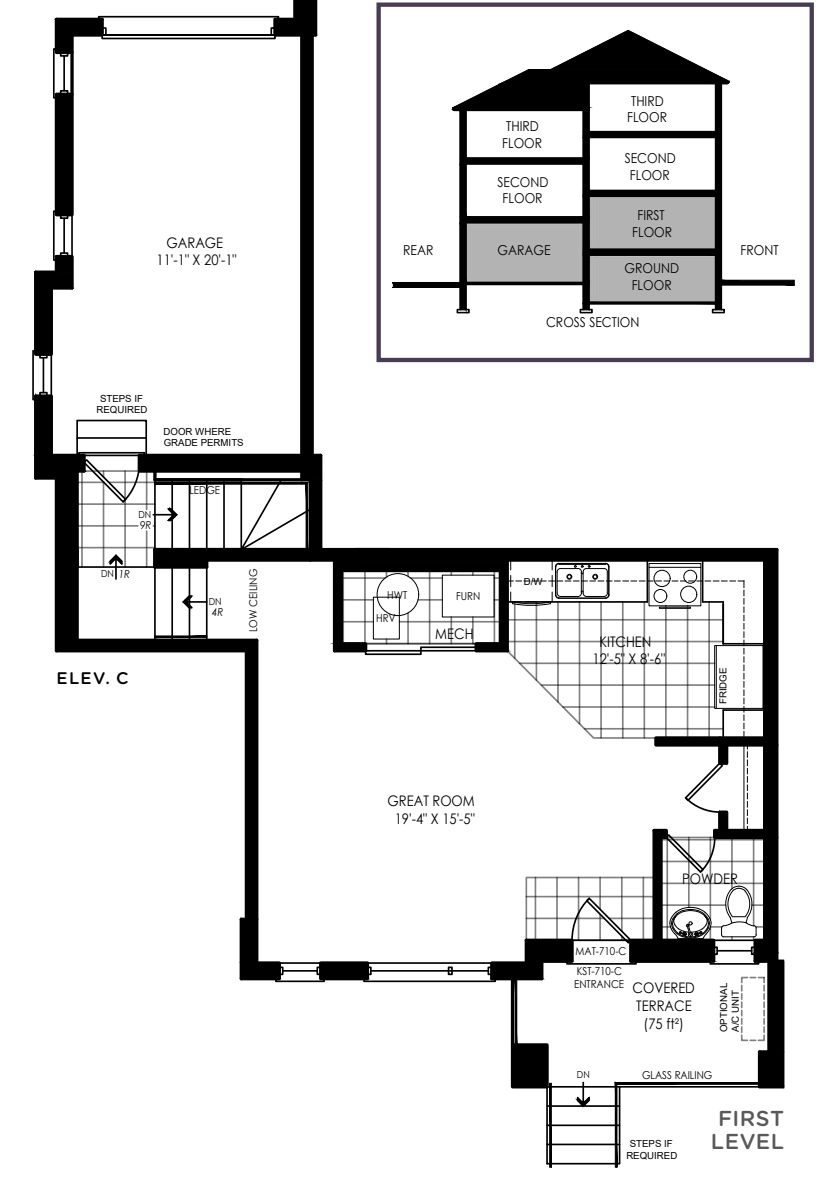 THIRD
FLOOR
THIRD
FLOOR
SECOND
FLOOR
SECOND
FLOOR
FIRST
FLOOR
REAR
GARAGE
FRONT
GROUND
FLOOR
CROSS SECTION
GARAGE
11'-1" X 20'-1"
STEPS IF
REQUIRED
DOOR WHERE
GRADE PERMITS
LEDGE
DN
9R
DN 1R
DN
4R
LOW CEILING
HWT
FURN
HRV
MECH
D/W
KITCHEN
12'-5" X 8'-6"
FRIDGE
ELEV. C
GREAT ROOM
19'-4" X 15'-5"
POWDER
MAT-710-C
KST-710-C
ENTRANCE
COVERED
TERRACE
(75 ft²)
OPTIONAL
A/C UNIT
DN
GLASS RAILING
STEPS IF
REQUIRED
FIRST
LEVEL